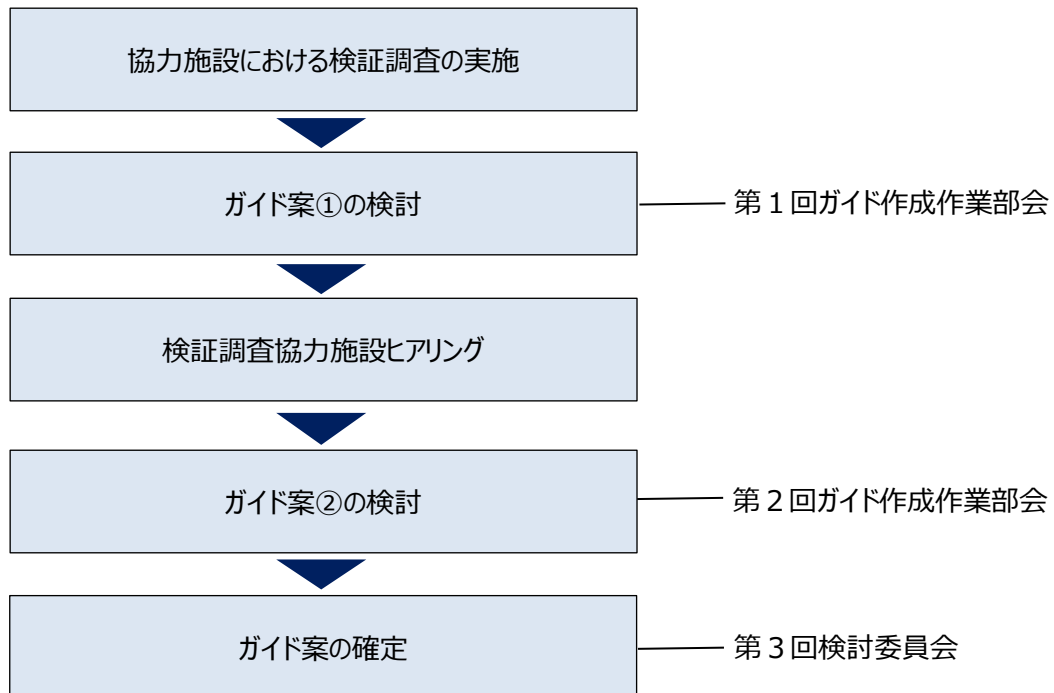 協力施設における検証調査の実施
ガイド案①の検討
第１回ガイド作成作業部会
検証調査協力施設ヒアリング
ガイド案②の検討
第２回ガイド作成作業部会
ガイド案の確定
第３回検討委員会